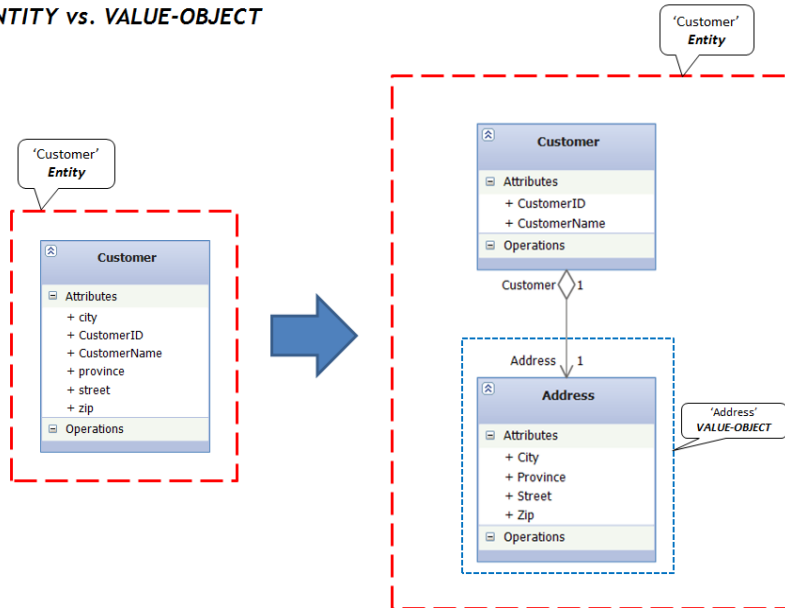 NTITY vs. VALUE-OBJECT
'Customer'
Entity
Customer
Attributes
+ city
+ CustomerID
+ CustomerName
+ province
+ street
+ zip
Operations
'Customer'
Entity
Customer
Attributes
+ CustomerID
+ CustomerName
Operations
Customer 1
Address 1
Address
Attributes
+ City
+ Province
+ Street
+ Zip
Operations
'Address'
VALUE-OBJECT